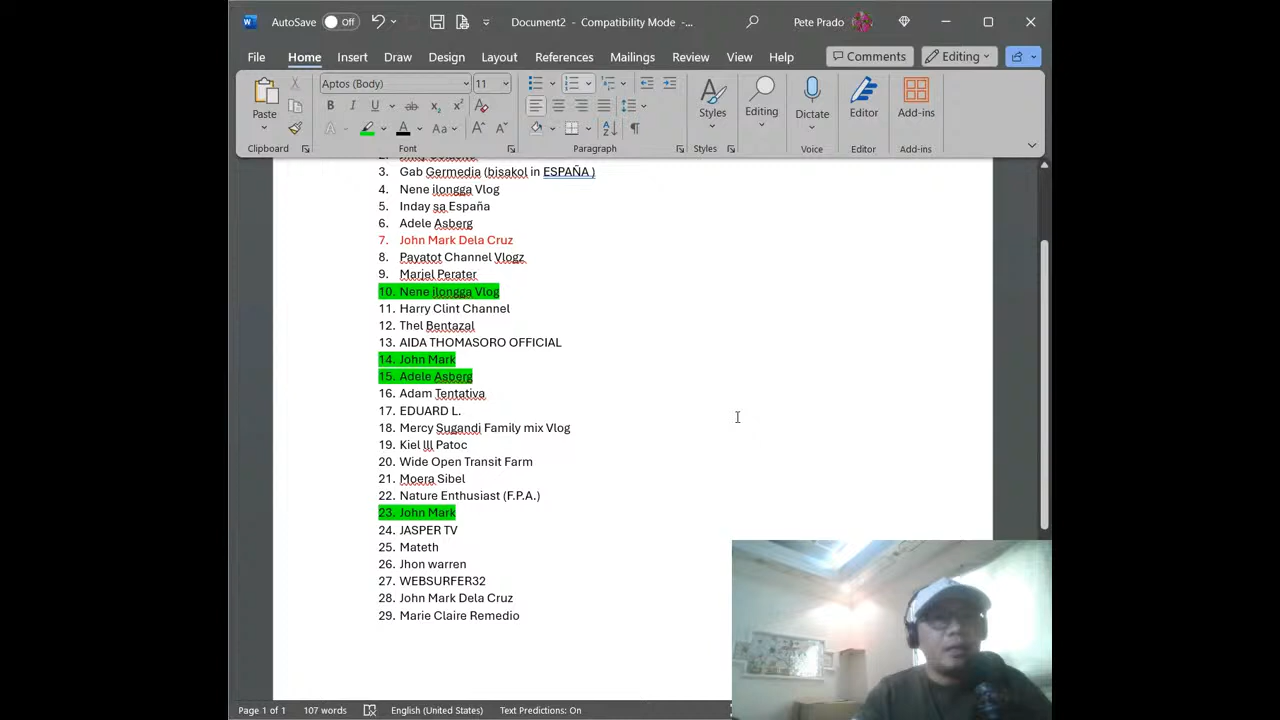 AutoSave Off Document2 - Compatibility Mode -... Pete Prado
File Home Insert Draw Design Layout References Mailings Review View Help Comments Editing
Paste Aptos (Body) 11 Styles Editing Dictate Editor Add-ins
Clipboard Font Paragraph Styles Voice Editor Add-ins
3. Gab Germedia (bisakol in ESPAÑA )
4. Nene ilongga Vlog
5. Inday sa España
6. Adele Asberg
7. John Mark Dela Cruz
8. Payatot Channel Vlogz
9. Marjel Perater
10. Nene ilongga Vlog
11. Harry Clint Channel
12. Thel Bentazal
13. AIDA THOMASORO OFFICIAL
14. John Mark
15. Adele Asberg
16. Adam Tentativa
17. EDUARD L.
18. Mercy Sugandi Family mix Vlog
19. Kiel lll Patoc
20. Wide Open Transit Farm
21. Moera Sibel
22. Nature Enthusiast (F.P.A.)
23. John Mark
24. JASPER TV
25. Mateth
26. Jhon warren
27. WEBSURFER32
28. John Mark Dela Cruz
29. Marie Claire Remedio
Page 1 of 1 107 words English (United States) Text Predictions: On